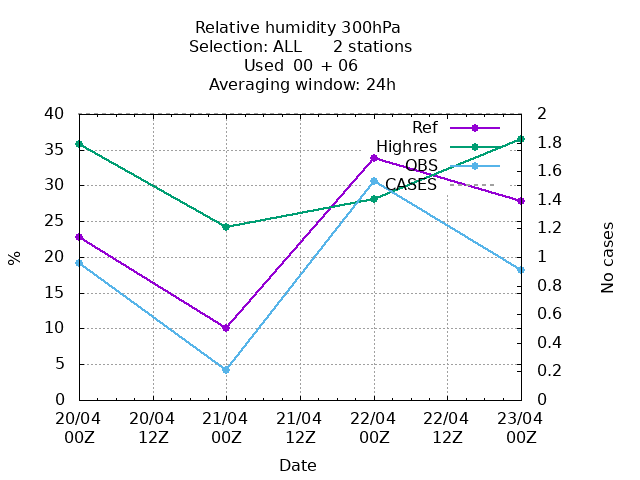 Relative humidity 300hPa
Selection: ALL 2 stations
Used 00 + 06
Averaging window: 24h
40 2
35 1.8
30 1.6
25 1.4
20 1.2
15 1
10 0.8
5 0.6
0 0.4
0.2
0
%
No cases
Ref
Highres
OBS
CASES
20/04 20/04 21/04 21/04 22/04 22/04 23/04
00Z 12Z 00Z 12Z 00Z 12Z 00Z
Date